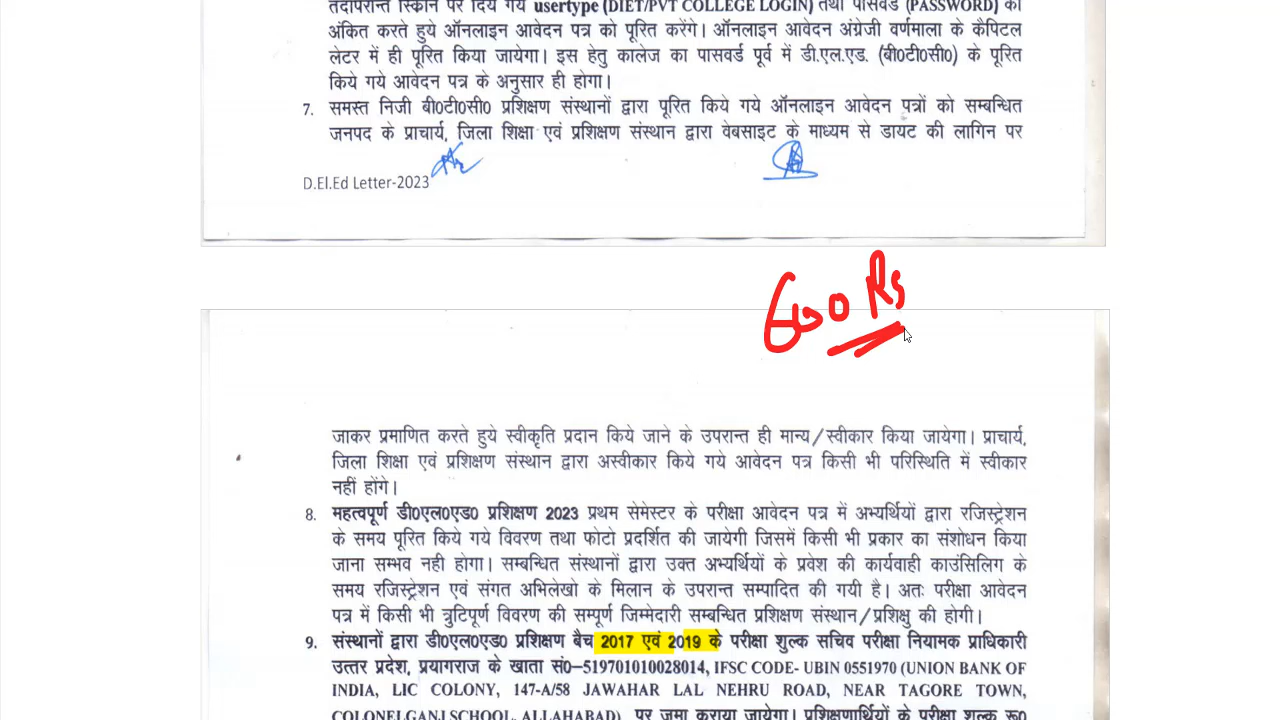 तदोपरान्त स्क्रिन पर दिये गये usertype (DIET/PVT COLLEGE LOGIN) तथा पासवर्ड (PASSWORD) को
अंकित करते हुये ऑनलाइन आवेदन पत्र को पूरित करेंगे। ऑनलाइन आवेदन अंग्रेजी वर्णमाला के कैपिटल
लेटर में ही पूरित किया जायेगा। इस हेतु कालेज का पासवर्ड पूर्व में डी.एल.एड. (बी0टी0सी0) के पूरित
किये गये आवेदन पत्र के अनुसार ही होगा।
7. समस्त निजी बी0टी0सी0 प्रशिक्षण संस्थानों द्वारा पूरित किये गये ऑनलाइन आवेदन पत्रों को सम्बन्धित
जनपद के प्राचार्य, जिला शिक्षा एवं प्रशिक्षण संस्थान द्वारा वेबसाइट के माध्यम से डायट की लागिन पर
D.El.Ed Letter-2023
600 Rs
जाकर प्रमाणित करते हुये स्वीकृति प्रदान किये जाने के उपरान्त ही मान्य/स्वीकार किया जायेगा। प्राचार्य,
जिला शिक्षा एवं प्रशिक्षण संस्थान द्वारा अस्वीकार किये गये आवेदन पत्र किसी भी परिस्थिति में स्वीकार
नहीं होंगे।
8. महत्वपूर्ण डी0एल0एड0 प्रशिक्षण 2023 प्रथम सेमेस्टर के परीक्षा आवेदन पत्र में अभ्यर्थियों द्वारा रजिस्ट्रेशन
के समय पूरित किये गये विवरण तथा फोटो प्रदर्शित की जायेगी जिसमें किसी भी प्रकार का संशोधन किया
जाना सम्भव नही होगा। सम्बन्धित संस्थानों द्वारा उक्त अभ्यर्थियों के प्रवेश की कार्यवाही काउंसिलिग के
समय रजिस्ट्रेशन एवं संगत अभिलेखो के मिलान के उपरान्त सम्पादित की गयी है। अतः परीक्षा आवेदन
पत्र में किसी भी त्रुटिपूर्ण विवरण की सम्पूर्ण जिम्मेदारी सम्बन्धित प्रशिक्षण संस्थान/प्रशिक्षु की होगी।
9. संस्थानों द्वारा डी0एल0एड0 प्रशिक्षण बैच 2017 एवं 2019 के परीक्षा शुल्क सचिव परीक्षा नियामक प्राधिकारी
उत्तर प्रदेश, प्रयागराज के खाता सं0–519701010028014, IFSC CODE- UBIN 0551970 (UNION BANK OF
INDIA, LIC COLONY, 147-A/58 JAWAHAR LAL NEHRU ROAD, NEAR TAGORE TOWN,
COLONELGANJ SCHOOL, ALLAHABAD) पर जमा कराया जायेगा। प्रशिक्षणार्थियों के परीक्षा शुल्क रू0